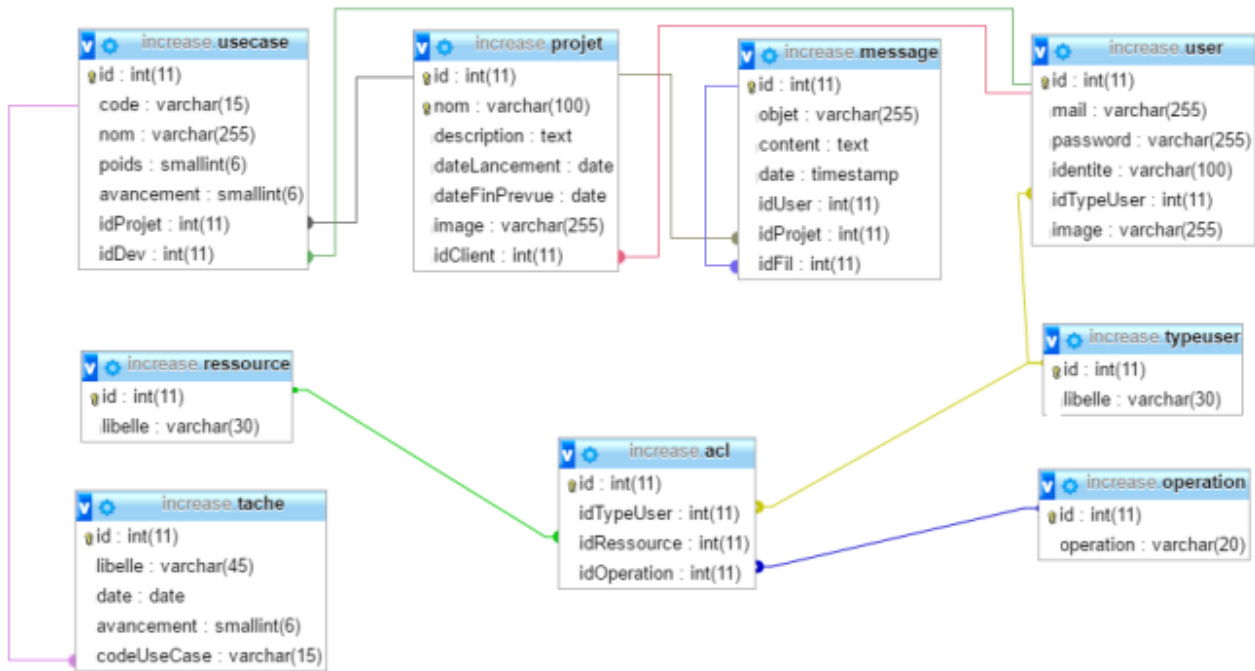 increase.usecase
id : int(11)
code : varchar(15)
nom : varchar(255)
poids : smallint(6)
avancement : smallint(6)
idProjet : int(11)
idDev : int(11)
increase.projet
id : int(11)
nom : varchar(100)
description : text
dateLancement : date
dateFinPrevue : date
image : varchar(255)
idClient : int(11)
increase.message
id : int(11)
objet : varchar(255)
content : text
date : timestamp
idUser : int(11)
idProjet : int(11)
idFil : int(11)
increase.user
id : int(11)
mail : varchar(255)
password : varchar(255)
identite : varchar(100)
idTypeUser : int(11)
image : varchar(255)
increase.ressource
id : int(11)
libelle : varchar(30)
increase.typeuser
id : int(11)
libelle : varchar(30)
increase.acl
id : int(11)
idTypeUser : int(11)
idRessource : int(11)
idOperation : int(11)
increase.operation
id : int(11)
operation : varchar(20)
increase.tache
id : int(11)
libelle : varchar(45)
date : date
avancement : smallint(6)
codeUseCase : varchar(15)